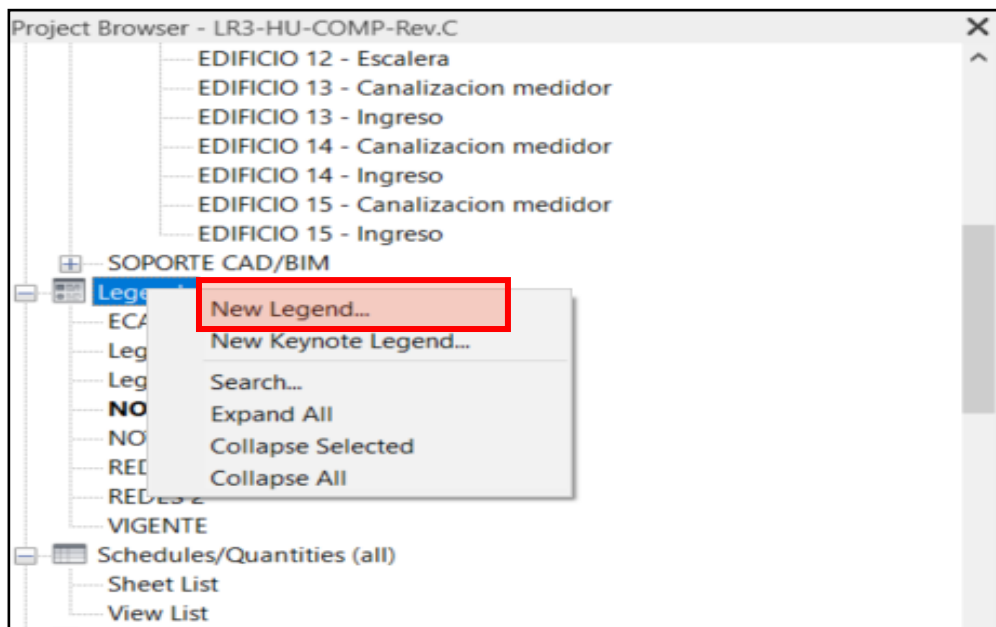 Project Browser - LR3-HU-COMP-Rev.C
EDIFICIO 12 - Escalera
EDIFICIO 13 - Canalizacion medidor
EDIFICIO 13 - Ingreso
EDIFICIO 14 - Canalizacion medidor
EDIFICIO 14 - Ingreso
EDIFICIO 15 - Canalizacion medidor
EDIFICIO 15 - Ingreso
SOPORTE CAD/BIM
New Legend...
New Keynote Legend...
Search...
Expand All
Collapse Selected
Collapse All
REDES 2
VIGENTE
Schedules/Quantities (all)
Sheet List
View List